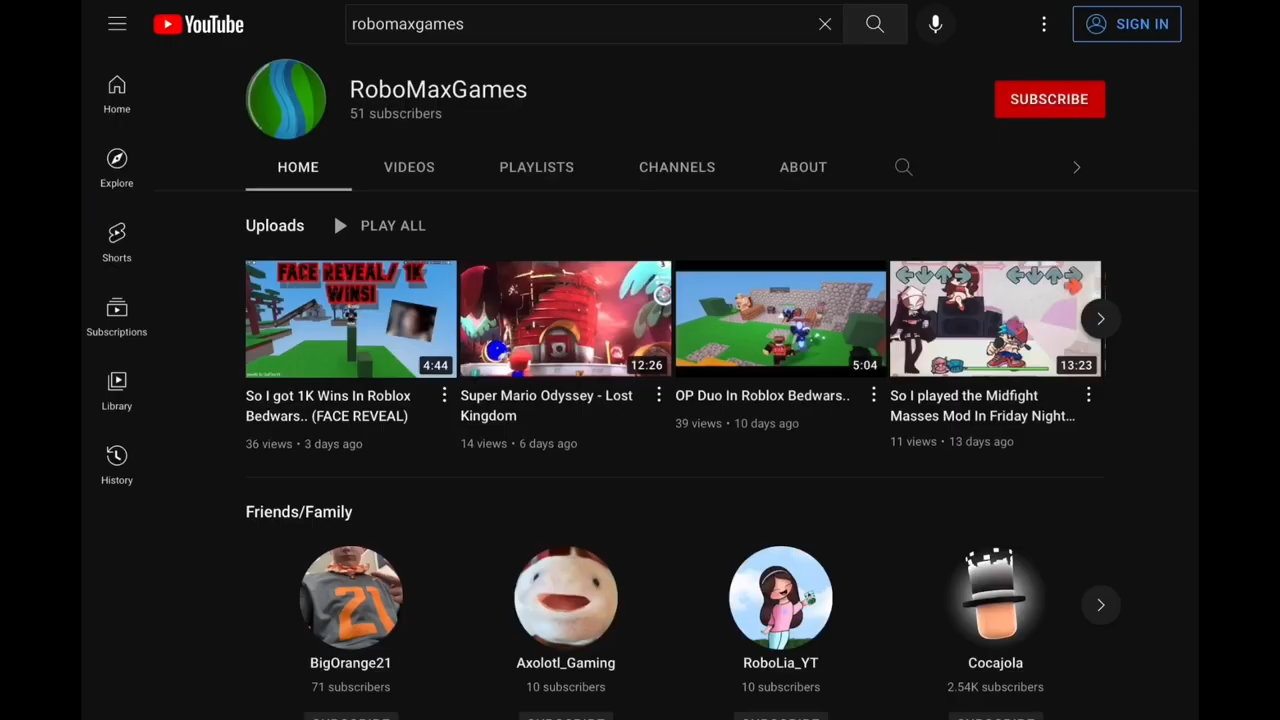 YouTube
robomaxgames
SIGN IN
Home
Explore
Shorts
Subscriptions
Library
History
RoboMaxGames
51 subscribers
SUBSCRIBE
HOME
VIDEOS
PLAYLISTS
CHANNELS
ABOUT
Uploads
PLAY ALL
FACE REVEAL/ 1K
WINS!
4:44
12:26
5:04
13:23
So I got 1K Wins In Roblox
Bedwars.. (FACE REVEAL)
36 views • 3 days ago
Super Mario Odyssey - Lost
Kingdom
14 views • 6 days ago
OP Duo In Roblox Bedwars..
39 views • 10 days ago
So I played the Midfight
Masses Mod In Friday Night...
11 views • 13 days ago
Friends/Family
21
BigOrange21
71 subscribers
Axolotl_Gaming
10 subscribers
RoboLia_YT
10 subscribers
Cocajola
2.54K subscribers